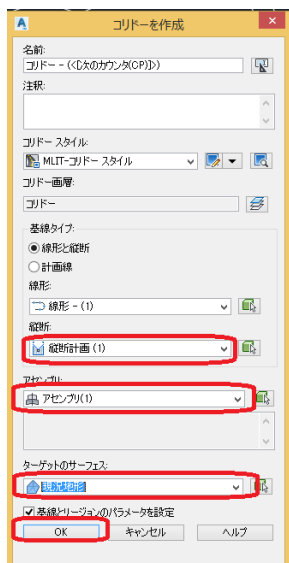 コリドーを作成
名前:
コリドー - (<[次のカウンタ(CP)]>)
注釈:
コリドー スタイル:
MLIT-コリドー スタイル
コリドー画層:
コリドー
基線タイプ:
線形と縦断
計画線
線形:
線形 - (1)
縦断:
縦断計画 (1)
アセンブリ:
アセンブリ(1)
ターゲットのサーフェス:
現況地形
基線とリージョンのパラメータを設定
OK キャンセル ヘルプ